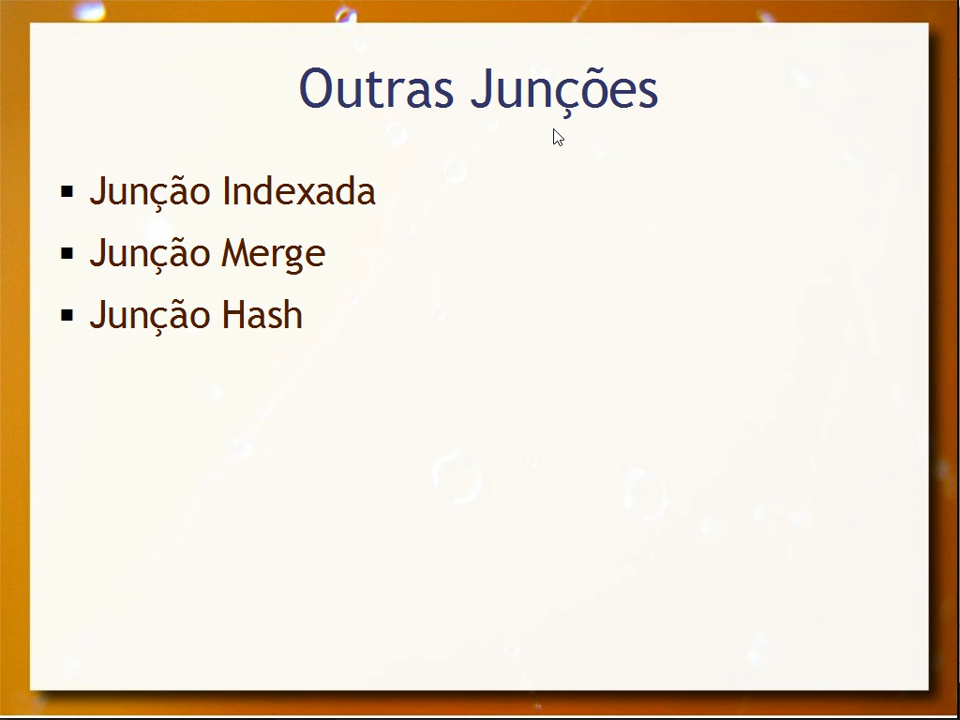 Outras Junções
Junção Indexada
Junção Merge
Junção Hash